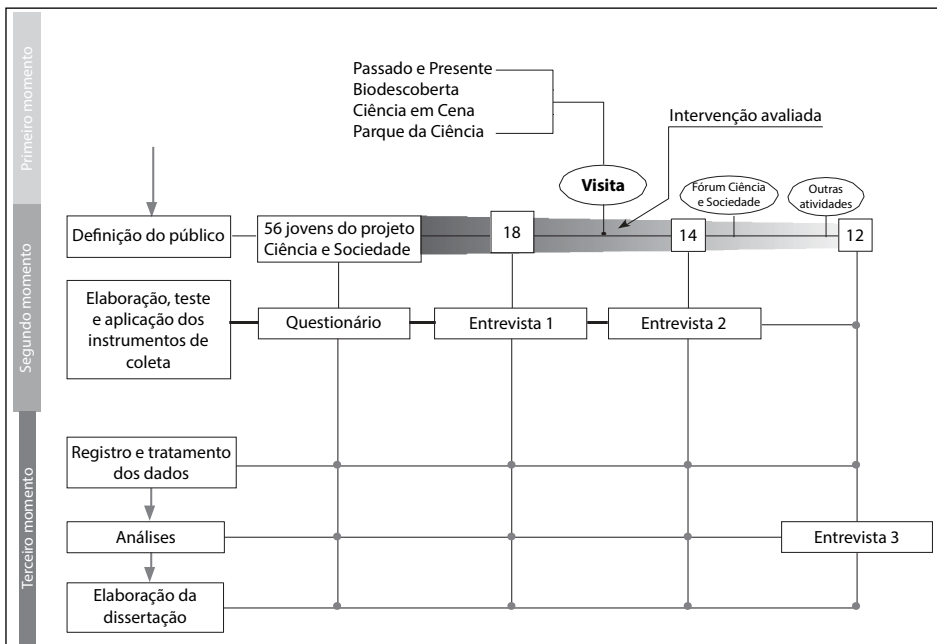 Primeiro momento
Segundo momento
Terceiro momento
Passado e Presente
Biodescoberta
Ciência em Cena
Parque da Ciência
Intervenção avaliada
Visita
Fórum Ciência
e Sociedade
Outras
atividades
Definição do público
56 jovens do projeto
Ciência e Sociedade
18
14
12
Elaboração, teste
e aplicação dos
instrumentos de
coleta
Questionário
Entrevista 1
Entrevista 2
Registro e tratamento
dos dados
Análises
Entrevista 3
Elaboração da
dissertação